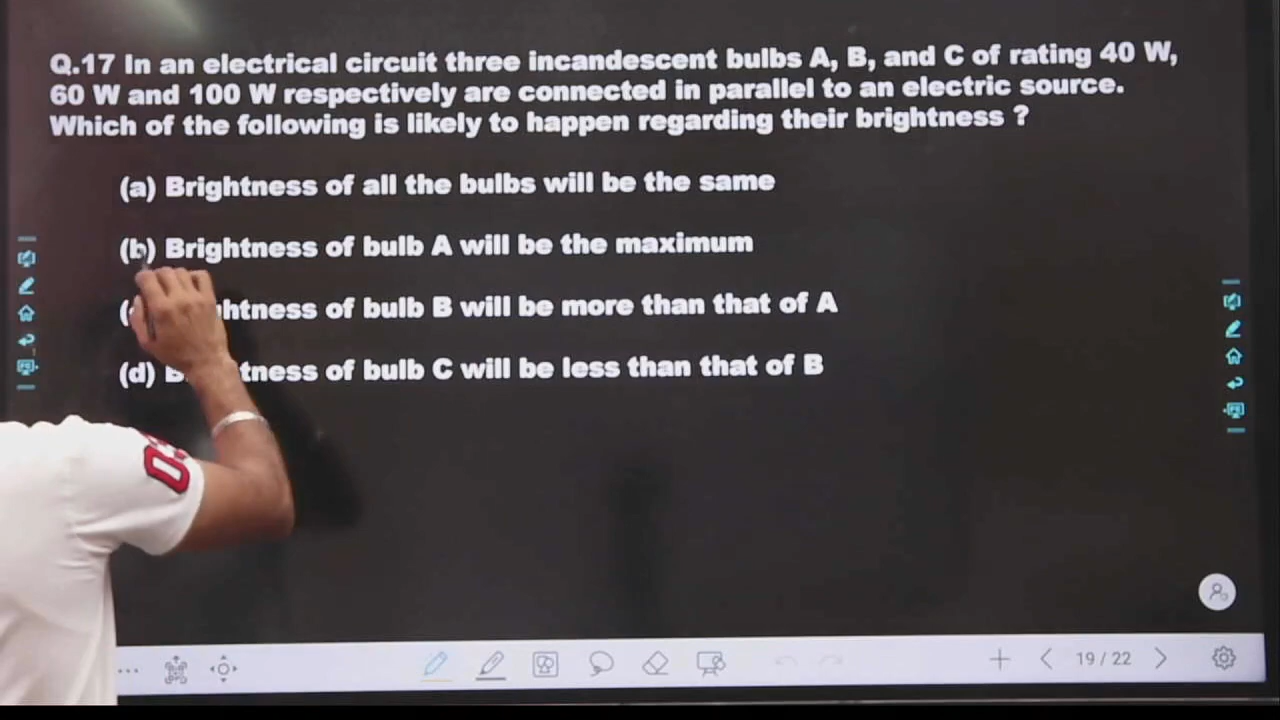 Q.17 In an electrical circuit three incandescent bulbs A, B, and C of rating 40 W,
60 W and 100 W respectively are connected in parallel to an electric source.
Which of the following is likely to happen regarding their brightness ?
(a) Brightness of all the bulbs will be the same
(b) Brightness of bulb A will be the maximum
of bulb B will be more than that of A
(d) of bulb C will be less than that of B
19 / 22